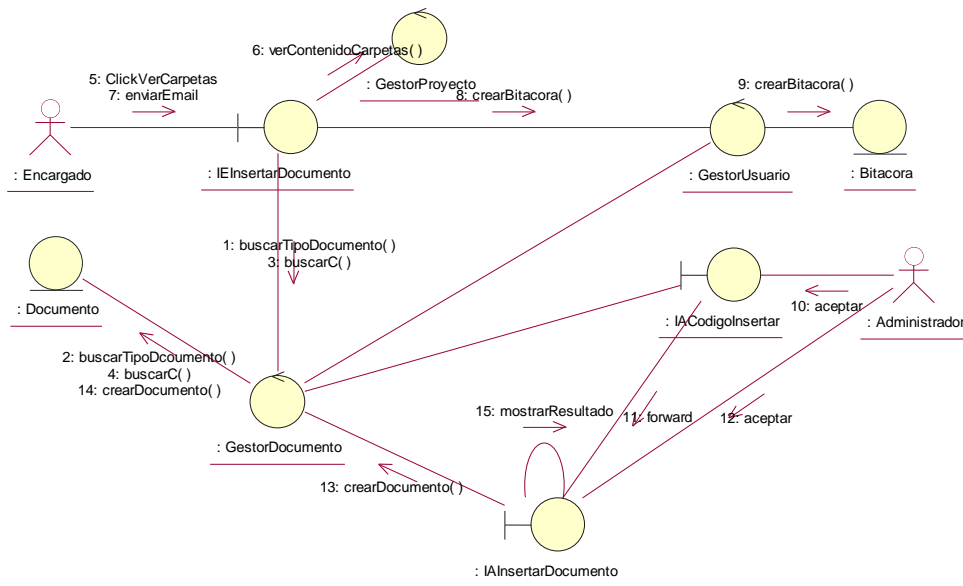 6: verContenidoCarpetas( )
5: ClickVerCarpetas
: GestorProyecto
9: crearBitacora( )
7: enviarEmail
8: crearBitacora( )
: Encargado
: IEInsertarDocumento
: GestorUsuario
: Bitacora
1: buscarTipoDocumento( )
3: buscarC( )
: Documento
10: aceptar
: IACodigoInsertar
: Administrador
2: buscarTipoDcoumento( )
4: buscarC( )
14: crearDocumento( )
15: mostrarResultado
11: forward
12: aceptar
: GestorDocumento
13: crearDocumento( )
: IAInsertarDocumento